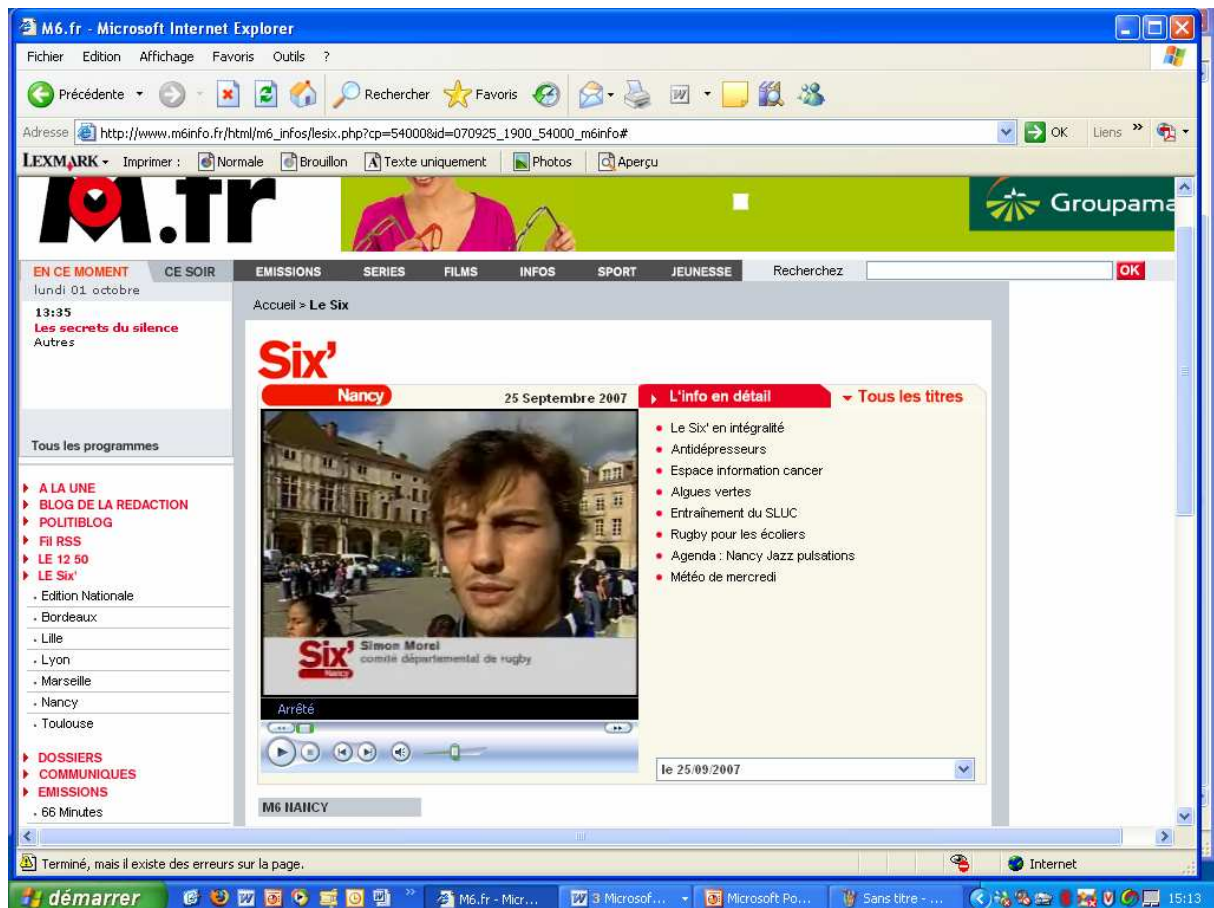 M6.fr - Microsoft Internet Explorer
Fichier Edition Affichage Favoris Outils ?
Précédente Rechercher Favoris
Adresse http://www.m6info.fr/html/m6_infos/lesix.php?cp=54000&id=070925_1900_54000_m6info# OK Liens »
LEXMARK Imprimer : Normale Brouillon Texte uniquement Photos Aperçu
M.fr Groupama
EN CE MOMENT CE SOIR EMISSIONS SERIES FILMS INFOS SPORT JEUNESSE Recherchez OK
lundi 01 octobre
13:35
Les secrets du silence
Autres
Tous les programmes
A LA UNE
BLOG DE LA REDACTION
POLITIBLOG
Fil RSS
LE 12 50
LE Six'
Edition Nationale
Bordeaux
Lille
Lyon
Marseille
Nancy
Toulouse
DOSSIERS
COMMUNIQUES
EMISSIONS
66 Minutes
Accueil > Le Six
Six'
Nancy 25 Septembre 2007
Six' Nancy
Simon Morel
comité départemental de rugby
Arrêté
L'info en détail Tous les titres
Le Six' en intégralité
Antidépresseurs
Espace information cancer
Algues vertes
Entraînement du SLUC
Rugby pour les écoliers
Agenda : Nancy Jazz pulsations
Météo de mercredi
le 25/09/2007
M6 NANCY
Terminé, mais il existe des erreurs sur la page. Internet
démarrer » M6.fr - Micr... 3 Microsof... Microsoft Po... Sans titre - ... 15:13